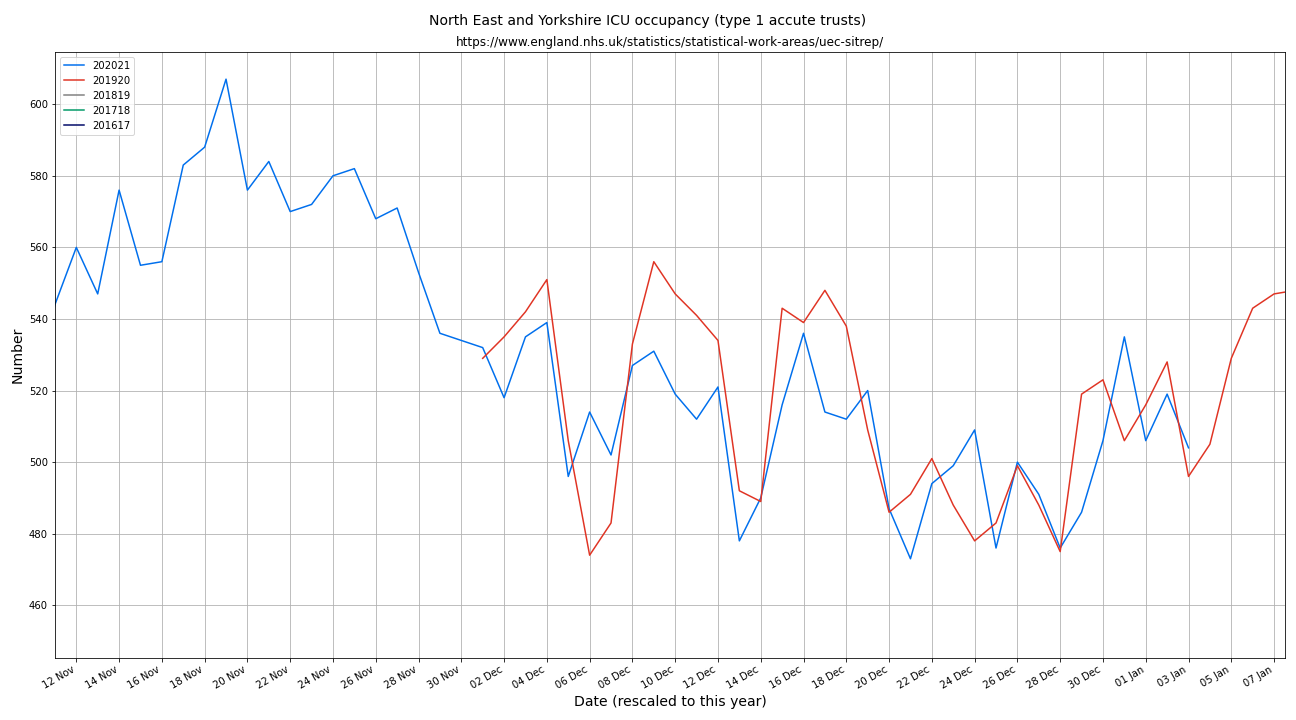 North East and Yorkshire ICU occupancy (type 1 accute trusts)
https://www.england.nhs.uk/statistics/statistical-work-areas/uec-sitrep/
202021
201920
201819
201718
201617
600
580
560
540
520
500
480
460
Number
12 Nov
14 Nov
16 Nov
18 Nov
20 Nov
22 Nov
24 Nov
26 Nov
28 Nov
30 Nov
02 Dec
04 Dec
06 Dec
08 Dec
10 Dec
12 Dec
14 Dec
16 Dec
18 Dec
20 Dec
22 Dec
24 Dec
26 Dec
28 Dec
30 Dec
01 Jan
03 Jan
05 Jan
07 Jan
Date (rescaled to this year)